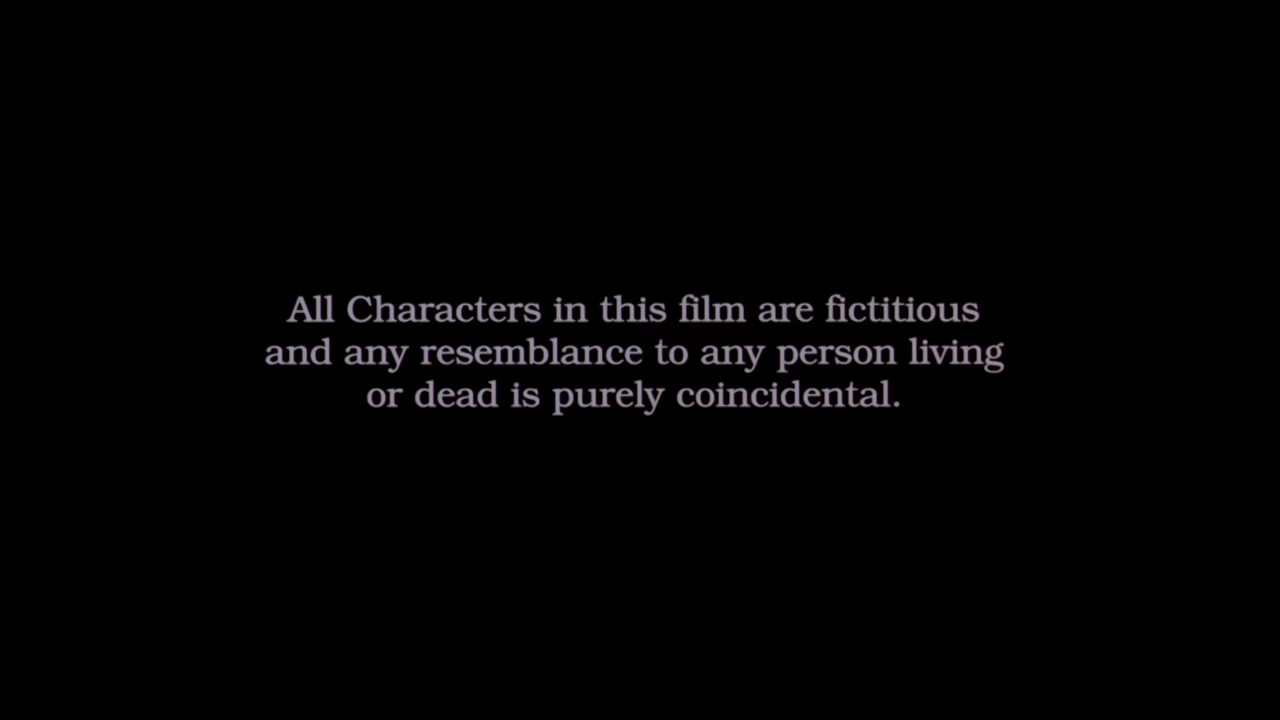 All Characters in this film are fictitious
and any resemblance to any person living
or dead is purely coincidental.